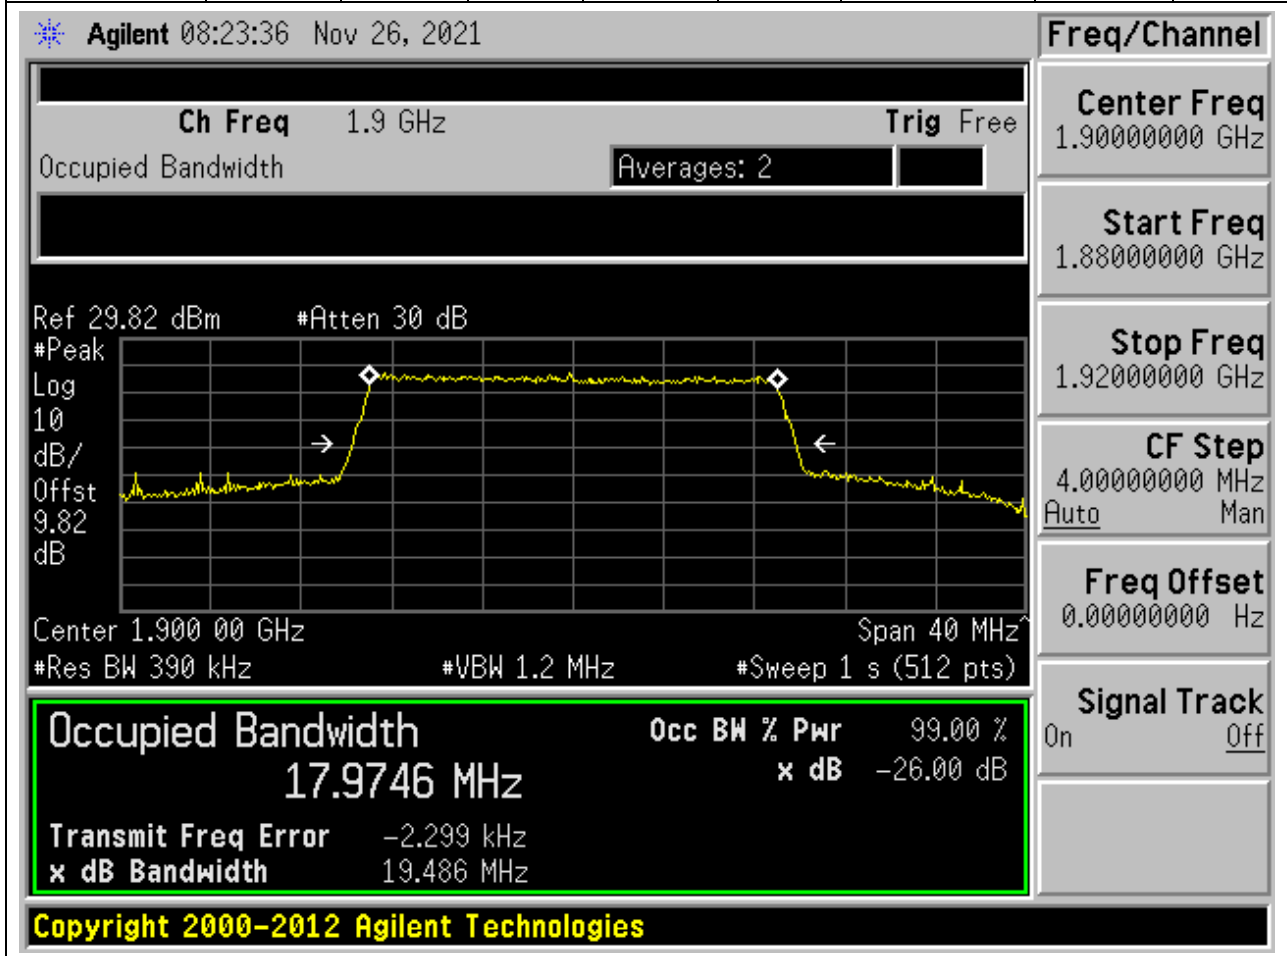 Agilent 08:23:36 Nov 26, 2021
Freq/Channel
Ch Freq 1.9 GHz Trig Free
Occupied Bandwidth Averages: 2
Ref 29.82 dBm #Atten 30 dB
#Peak
Log
10
dB/
Offst
9.82
dB
Center 1.900 00 GHz Span 40 MHz^
#Res BW 390 kHz #VBW 1.2 MHz #Sweep 1 s (512 pts)
Occupied Bandwidth Occ BW % Pwr 99.00 %
17.9746 MHz x dB -26.00 dB
Transmit Freq Error -2.299 kHz
x dB Bandwidth 19.486 MHz
Copyright 2000-2012 Agilent Technologies
Center Freq
1.90000000 GHz
Start Freq
1.88000000 GHz
Stop Freq
1.92000000 GHz
CF Step
4.00000000 MHz
Auto Man
Freq Offset
0.00000000 Hz
Signal Track
On Off